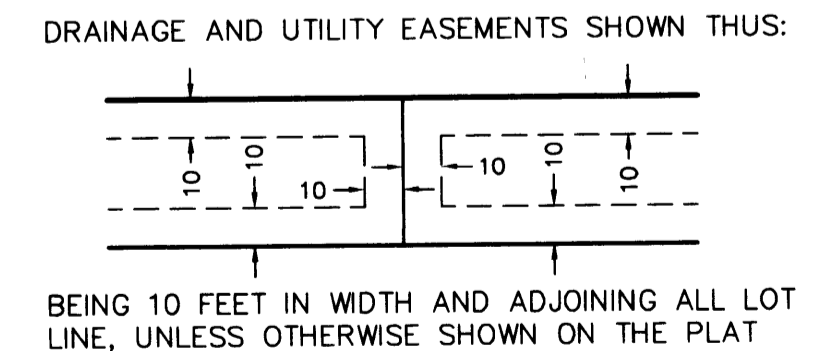 DRAINAGE AND UTILITY EASEMENTS SHOWN THUS:
10 10 10 10 10 10
BEING 10 FEET IN WIDTH AND ADJOINING ALL LOT
LINE, UNLESS OTHERWISE SHOWN ON THE PLAT